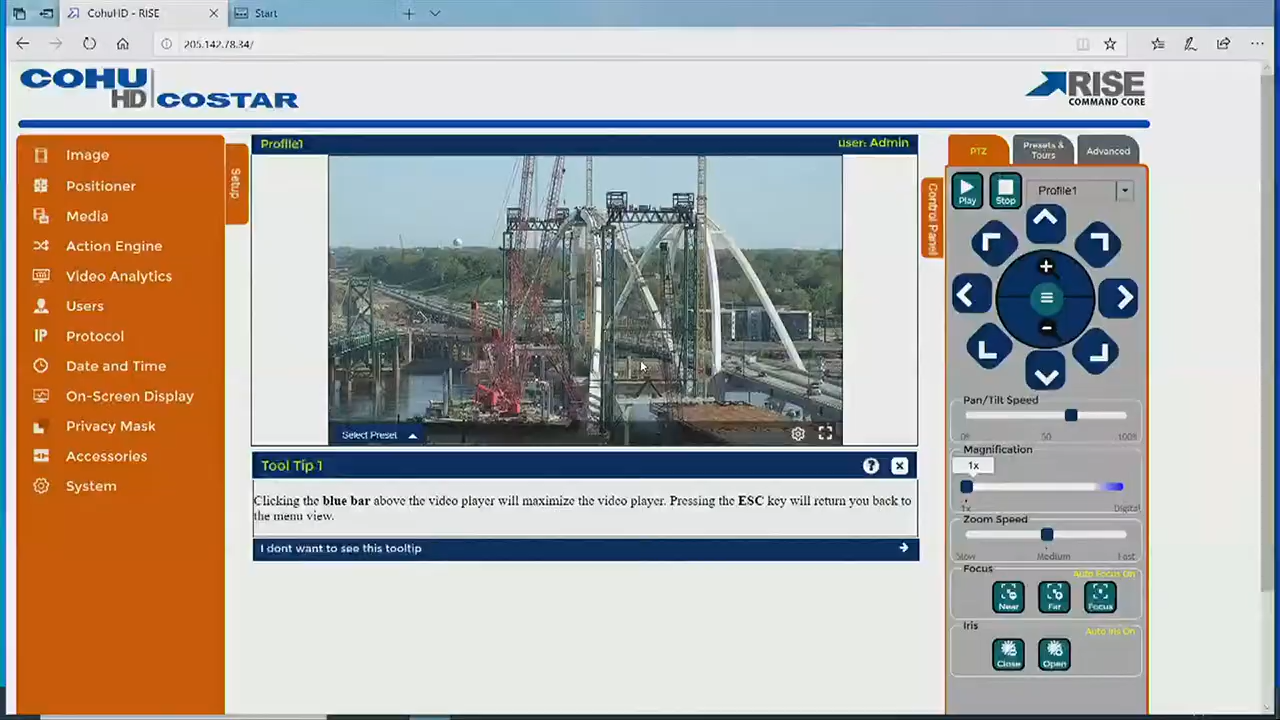 CohuHD - RISE
Start
205.142.78.34/
COHU
HD
COSTAR
RISE
COMMAND CORE
Image
Positioner
Media
Action Engine
Video Analytics
Users
IP Protocol
Date and Time
On-Screen Display
Privacy Mask
Accessories
System
Setup
Profile1
user: Admin
Select Preset
Tool Tip 1
Clicking the blue bar above the video player will maximize the video player. Pressing the ESC key will return you back to
the menu view.
I dont want to see this tooltip
Control Panel
PTZ
Presets &
Tours
Advanced
Play
Stop
Profile1
Pan/Tilt Speed
50
100%
Magnification
1x
1x
Digital
Zoom Speed
Slow
Medium
Fast
Focus
Auto Focus On
Near
Far
Focus
Iris
Auto Iris On
Close
Open